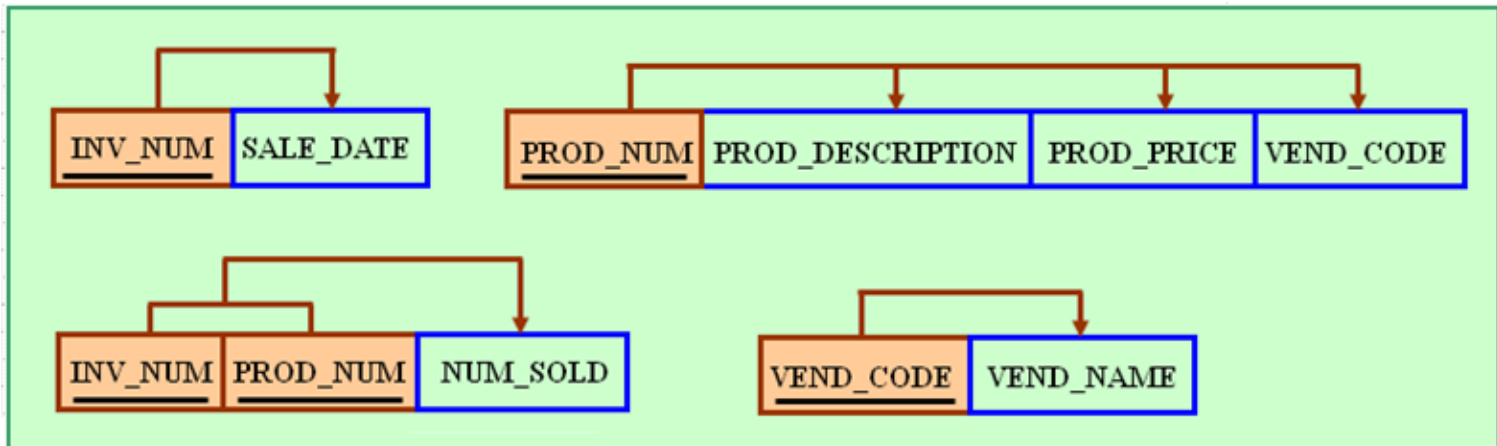 INV_NUM SALE_DATE
PROD_NUM PROD_DESCRIPTION PROD_PRICE VEND_CODE
INV_NUM PROD_NUM NUM_SOLD
VEND_CODE VEND_NAME